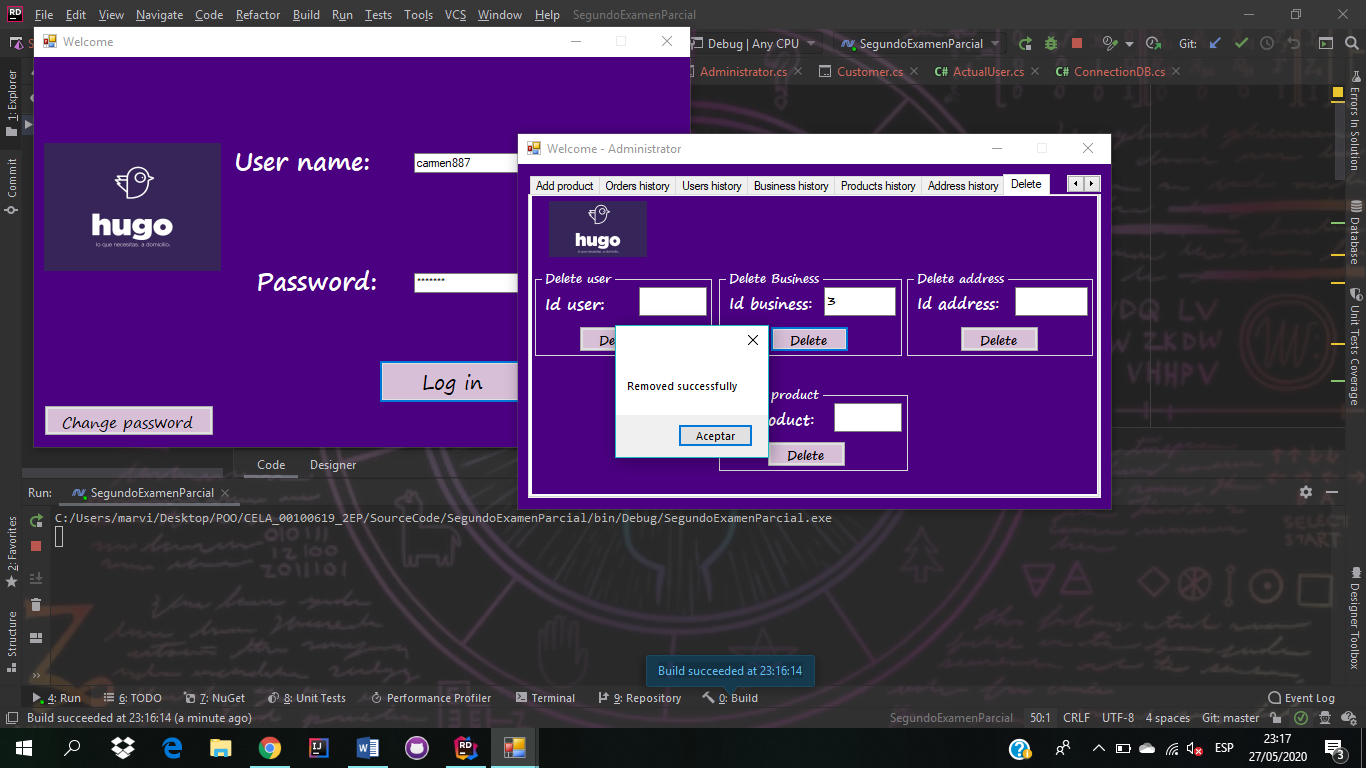 File Edit View Navigate Code Refactor Build Run Tests Tools VCS Window Help SegundoExamenParcial
Welcome
Debug | Any CPU SegundoExamenParcial Git:
Administrator.cs Customer.cs C# ActualUser.cs C# ConnectionDB.cs
1: Explorer
Commit
2: Favorites
Structure
Errors In Solution
Database
Unit Tests Coverage
Designer Toolbox
User name: carmen887
hugo
lo que necesitas. a domicilio.
Password: *******
Log in
Change password
Welcome - Administrator
Add product Orders history Users history Business history Products history Address history Delete
hugo
lo que necesitas. a domicilio.
Delete user Delete Business Delete address
Id user: Id business: 3 Id address:
De Delete Delete
Removed successfully
Aceptar
product
oduct:
Delete
Code Designer
Run: SegundoExamenParcial
C:/Users/marvi/Desktop/POO/CELA_00100619_2EP/SourceCode/SegundoExamenParcial/bin/Debug/SegundoExamenParcial.exe
SELECT
START
Build succeeded at 23:16:14
4: Run 6: TODO 7: NuGet 8: Unit Tests Performance Profiler Terminal 9: Repository 0: Build Event Log
Build succeeded at 23:16:14 (a minute ago) SegundoExamenParcial 50:1 CRLF UTF-8 4 spaces Git: master
ESP 23:17
27/05/2020
3